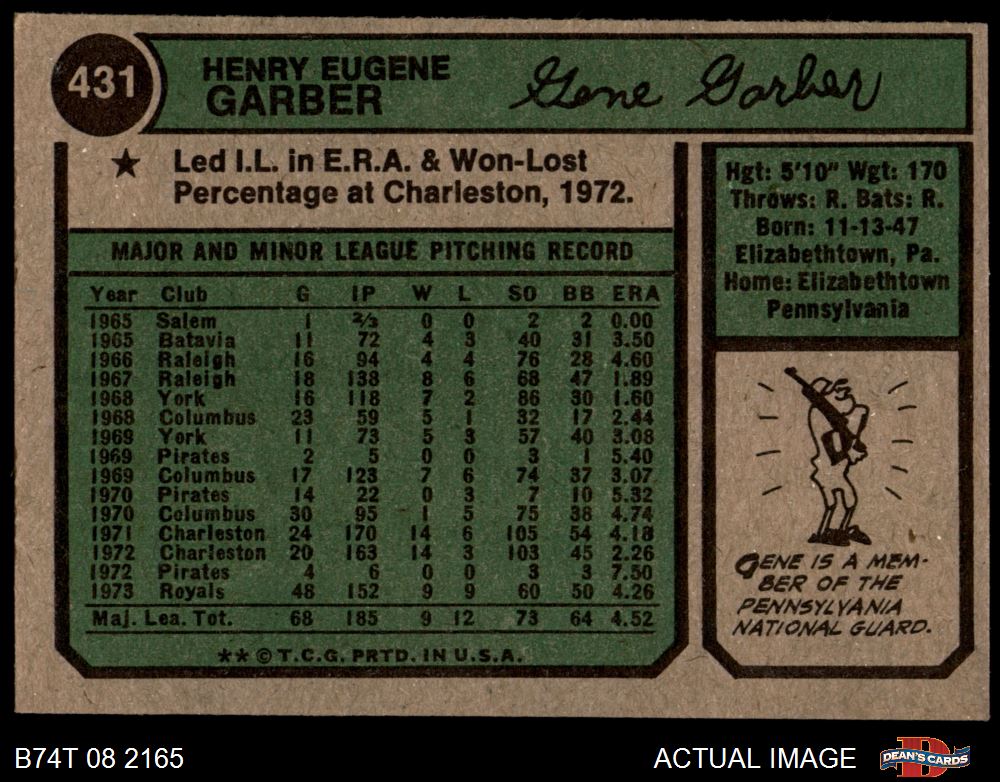 431
HENRY EUGENE
GARBER
Gene Garber
★ Led I.L. in E.R.A. & Won-Lost
Percentage at Charleston, 1972.
MAJOR AND MINOR LEAGUE PITCHING RECORD
Year Club G IP W L SO BB ERA
1965 Salem 1 2/3 0 0 2 2 0.00
1965 Batavia 11 72 4 3 40 31 3.50
1966 Raleigh 16 94 4 4 76 28 4.60
1967 Raleigh 18 138 8 6 68 47 1.89
1968 York 16 118 7 2 86 30 1.60
1968 Columbus 23 59 5 1 32 17 2.44
1969 York 11 73 5 3 57 40 3.08
1969 Pirates 2 5 0 0 3 1 5.40
1969 Columbus 17 123 7 6 74 37 3.07
1970 Pirates 14 22 0 3 7 10 5.32
1970 Columbus 30 95 1 5 75 38 4.74
1971 Charleston 24 170 14 6 105 54 4.18
1972 Charleston 20 163 14 3 103 45 2.26
1972 Pirates 4 6 0 0 3 3 7.50
1973 Royals 48 152 9 9 60 50 4.26
Maj. Lea. Tot. 68 185 9 12 73 64 4.52
** © T.C.G. PRTD. IN U.S.A.
Hgt: 5'10" Wgt: 170
Throws: R. Bats: R.
Born: 11-13-47
Elizabethtown, Pa.
Home: Elizabethtown
Pennsylvania
GENE IS A MEM-
BER OF THE
PENNSYLVANIA
NATIONAL GUARD.
B74T 08 2165
ACTUAL IMAGE
DEAN'S CARDS